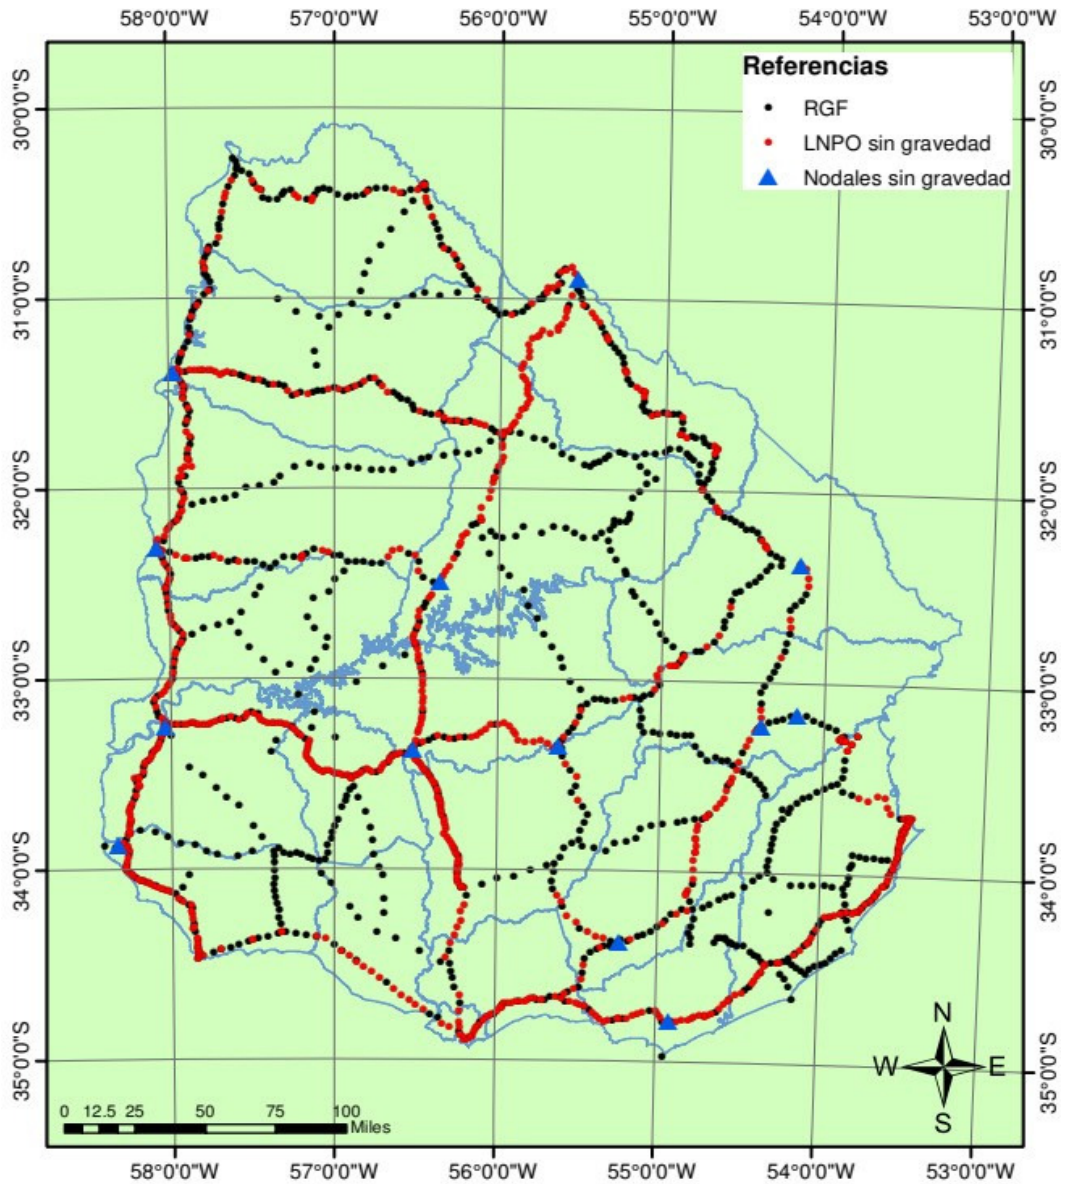 58°0'0"W 57°0'0"W 56°0'0"W 55°0'0"W 54°0'0"W 53°0'0"W
Referencias
RGF
LNPO sin gravedad
Nodales sin gravedad
30°0'0"S
31°0'0"S
32°0'0"S
33°0'0"S
34°0'0"S
35°0'0"S
30°0'0"S
31°0'0"S
32°0'0"S
33°0'0"S
34°0'0"S
35°0'0"S
N
W E
S
0 12.5 25 50 75 100
Miles
58°0'0"W 57°0'0"W 56°0'0"W 55°0'0"W 54°0'0"W 53°0'0"W